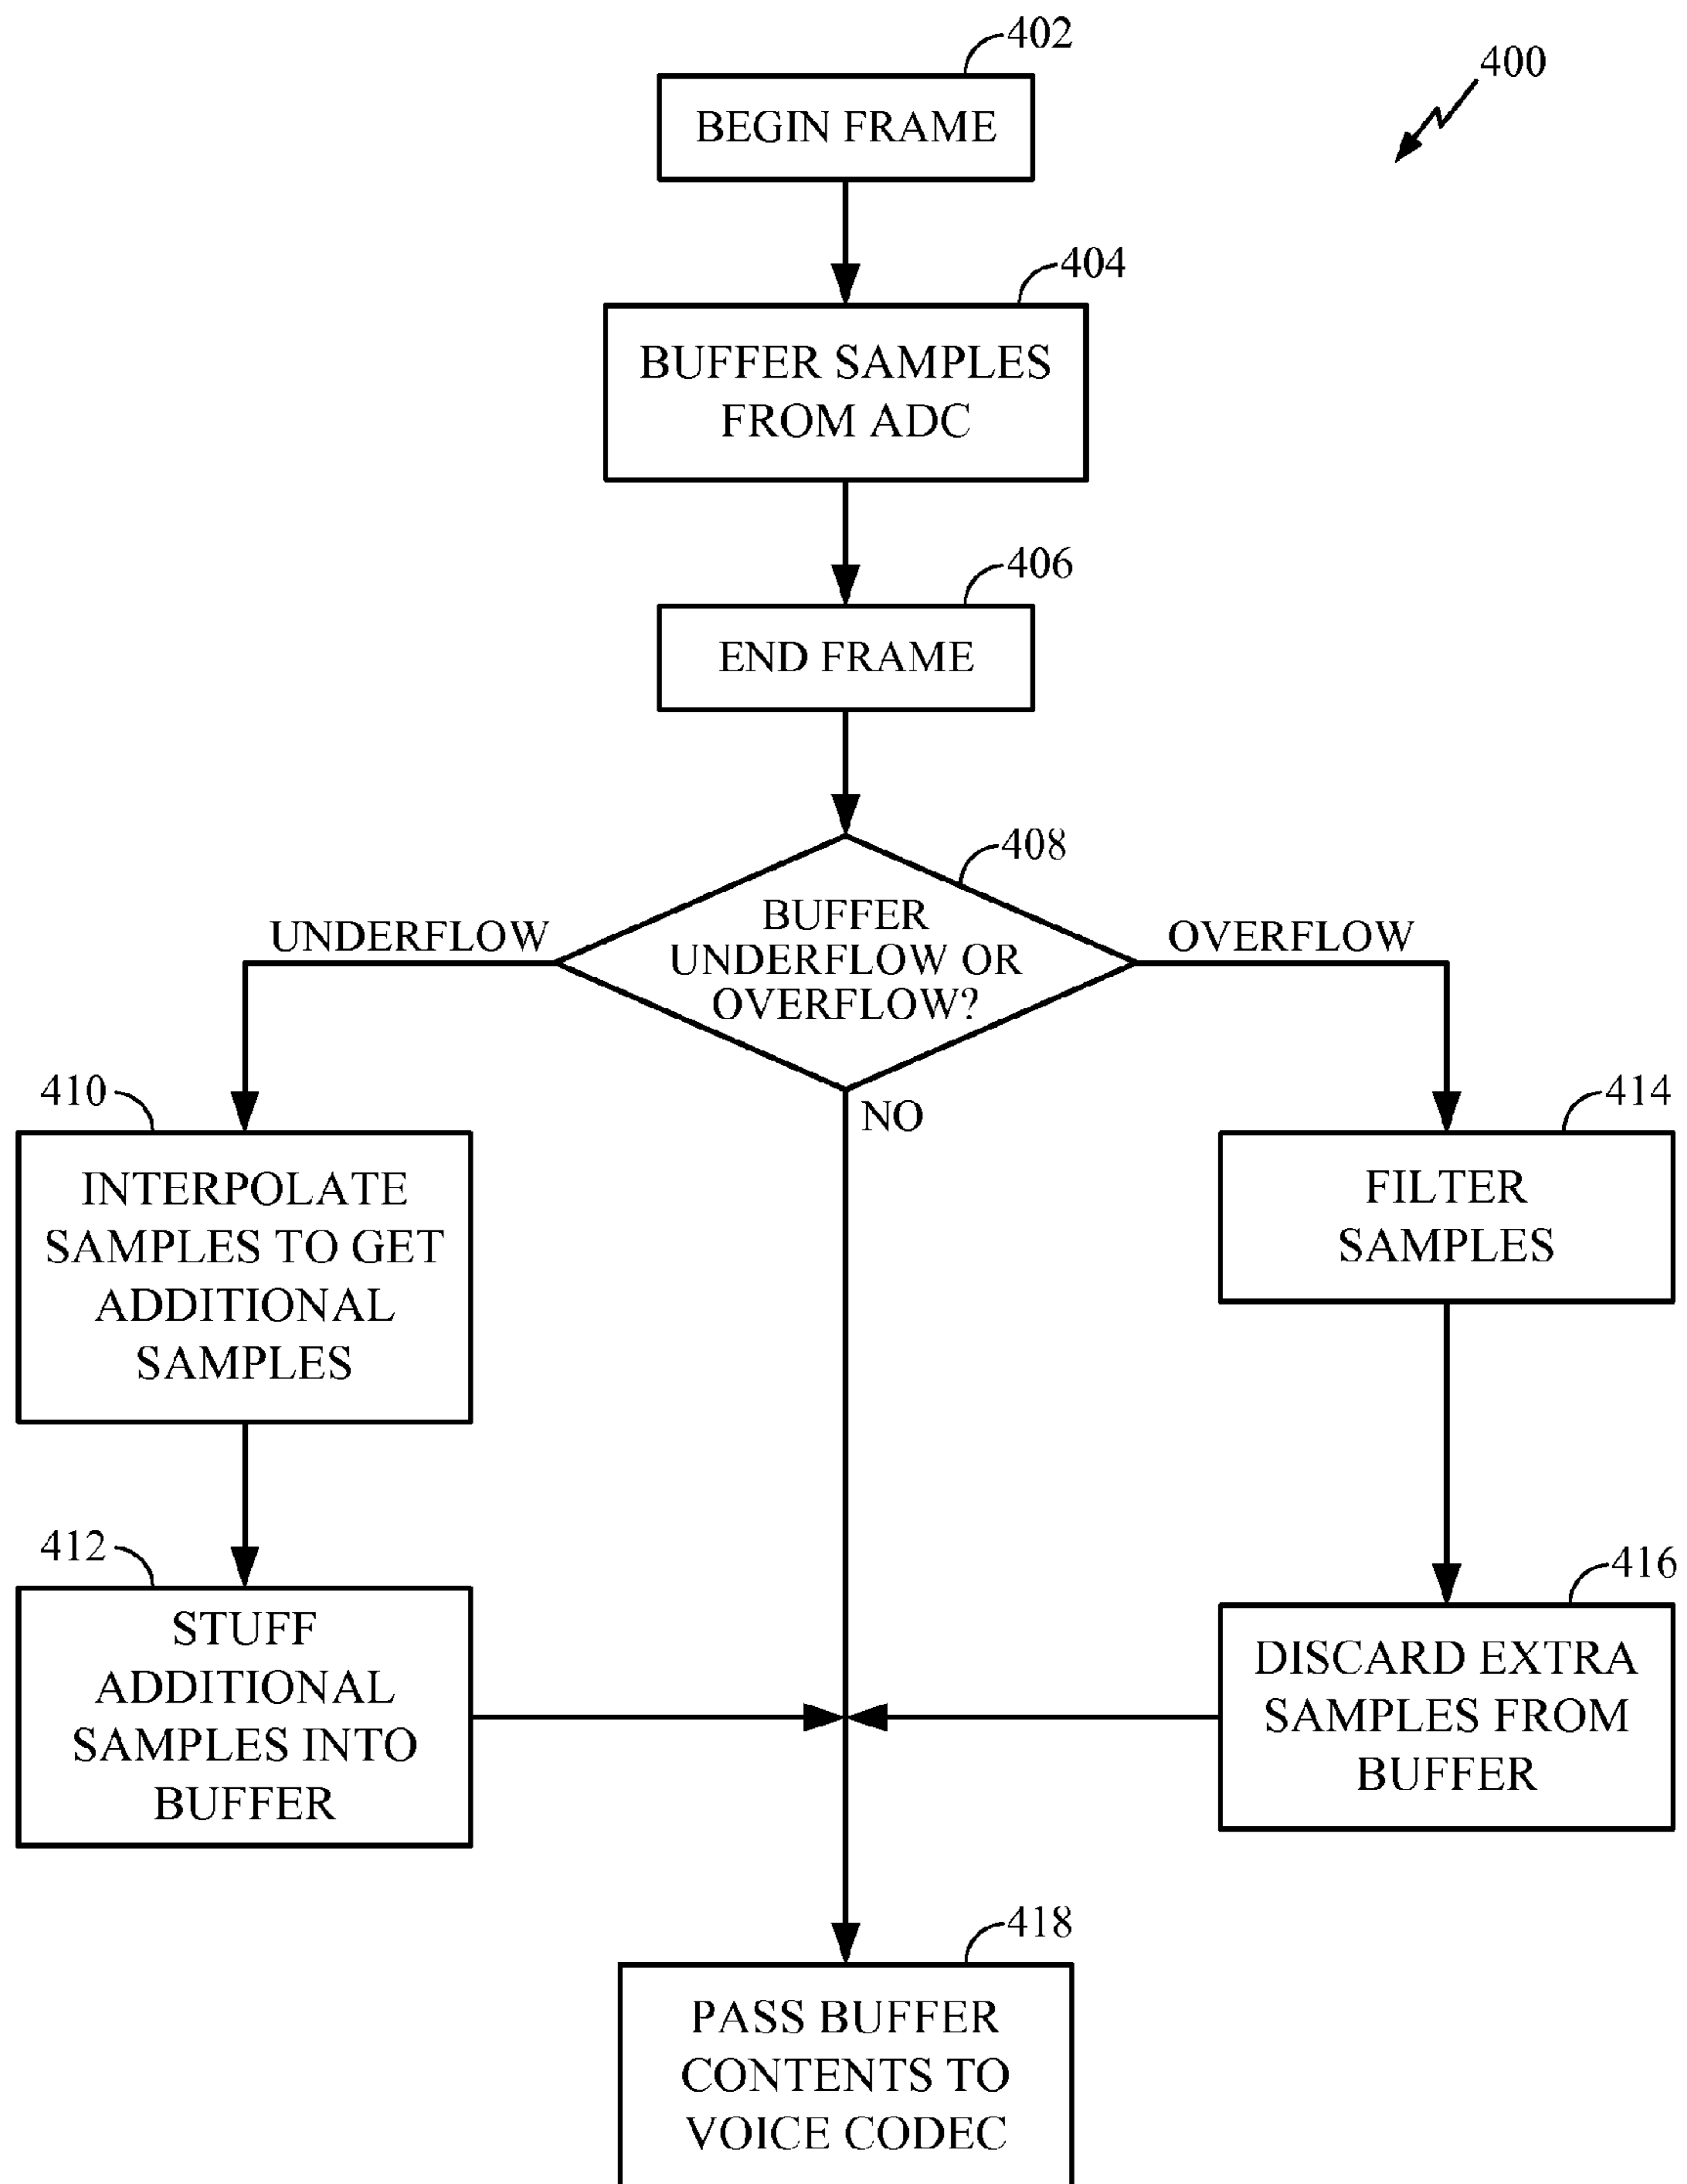 402
400
BEGIN FRAME
404
BUFFER SAMPLES
FROM ADC
406
END FRAME
408
BUFFER
UNDERFLOW OR
OVERFLOW?
UNDERFLOW
OVERFLOW
NO
410
INTERPOLATE
SAMPLES TO GET
ADDITIONAL
SAMPLES
414
FILTER
SAMPLES
412
STUFF
ADDITIONAL
SAMPLES INTO
BUFFER
416
DISCARD EXTRA
SAMPLES FROM
BUFFER
418
PASS BUFFER
CONTENTS TO
VOICE CODEC